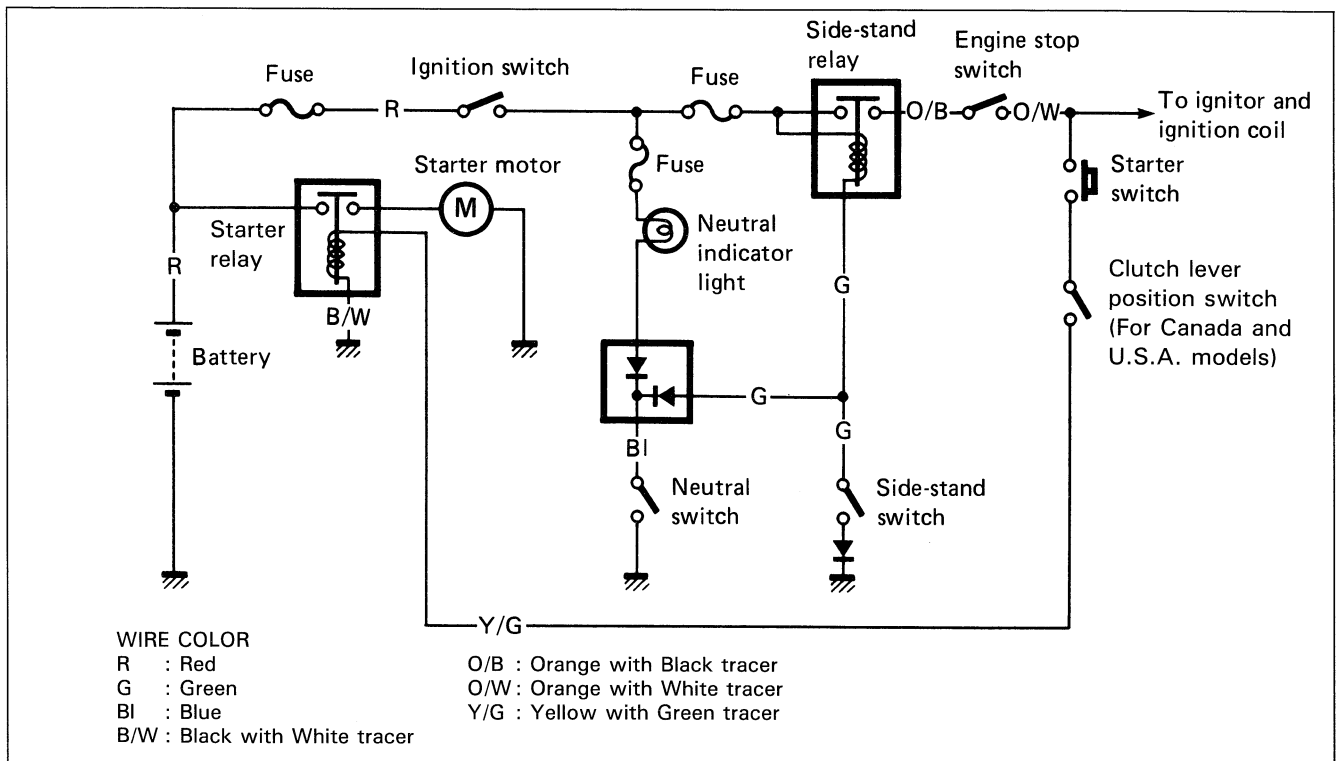 Side-stand
relay
Engine stop
switch
Fuse
Ignition switch
Fuse
R
O/B
O/W
To ignitor and
ignition coil
Starter motor
Fuse
Starter
switch
M
Starter
relay
Neutral
indicator
light
R
G
Clutch lever
position switch
(For Canada and
U.S.A. models)
B/W
Battery
G
G
Bl
Neutral
switch
Side-stand
switch
Y/G
WIRE COLOR
R : Red
G : Green
Bl : Blue
B/W : Black with White tracer
O/B : Orange with Black tracer
O/W : Orange with White tracer
Y/G : Yellow with Green tracer